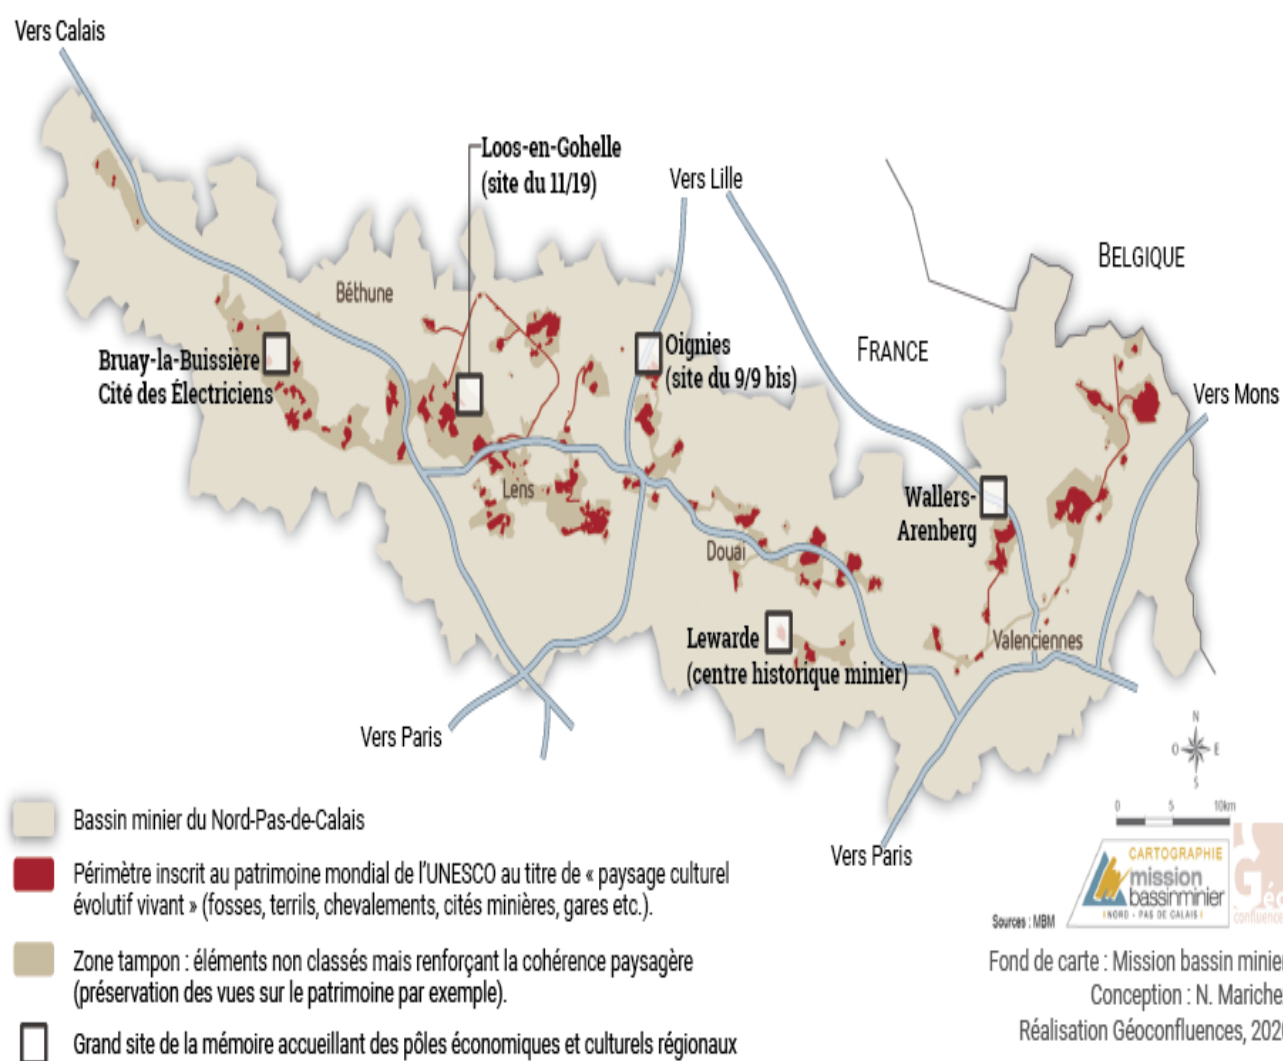 Vers Calais
Loos-en-Gohelle
(site du 11/19)
Vers Lille
BELGIQUE
Béthune
Bruay-la-Buissière
Cité des Électriciens
Oignies
(site du 9/9 bis)
FRANCE
Vers Mons
Lens
Wallers-
Arenberg
Douai
Lewarde
(centre historique minier)
Valenciennes
Vers Paris
Vers Paris
N
O
E
S
0 5 10km
Bassin minier du Nord-Pas-de-Calais
Périmètre inscrit au patrimoine mondial de l'UNESCO au titre de « paysage culturel
évolutif vivant » (fosses, terrils, chevalements, cités minières, gares etc.).
Zone tampon : éléments non classés mais renforçant la cohérence paysagère
(préservation des vues sur le patrimoine par exemple).
Grand site de la mémoire accueillant des pôles économiques et culturels régionaux
CARTOGRAPHIE
mission
bassinminier
NORD - PAS DE CALAIS
Géo
confluence
Sources : MBM
Fond de carte : Mission bassin minier
Conception : N. Mariche
Réalisation Géoconfluences, 202